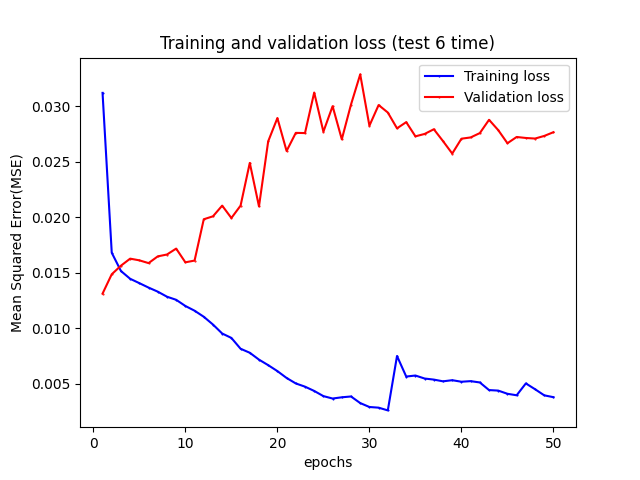 Training and validation loss (test 6 time)
Training loss
Validation loss
Mean Squared Error(MSE)
0.030
0.025
0.020
0.015
0.010
0.005
0 10 20 30 40 50
epochs